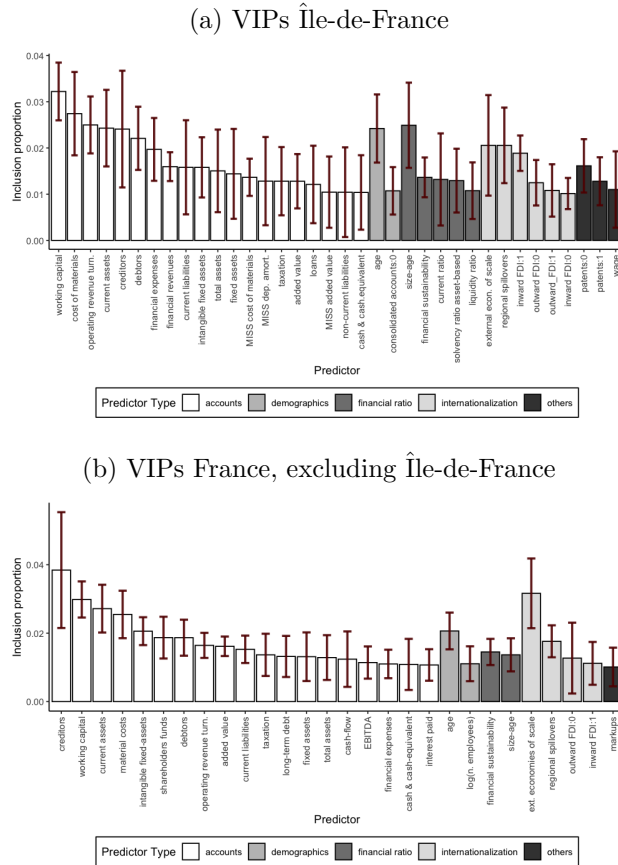 (a) VIPs Île-de-France
Inclusion proportion
0.04
0.03
0.02
0.01
0.00
working capital
cost of materials
operating revenue turn.
current assets
creditors
debtors
financial expenses
financial revenues
current liabilities
intangible fixed assets
total assets
fixed assets
MISS cost of materials
MISS dep. amort.
taxation
added value
loans
MISS added value
non-current liabilities
cash & cash.equivalent
age
consolidated accounts:0
size-age
financial sustainability
current ratio
solvency ratio asset-based
liquidity ratio
external econ. of scale
regional spillovers
inward FDI:1
outward FDI:0
outward_FDI:1
inward FDI:0
patents:0
patents:1
wage
Predictor
Predictor Type accounts demographics financial ratio internationalization others
(b) VIPs France, excluding Île-de-France
Inclusion proportion
0.04
0.02
0.00
creditors
working capital
current assets
material costs
intangible fixed-assets
shareholders funds
debtors
operating revenue turn.
added value
current liabilities
taxation
long-term debt
fixed assets
total assets
cash-flow
EBITDA
financial expenses
cash & cash-equivalent
interest paid
age
log(n. employees)
financial sustainability
size-age
ext. economies of scale
regional spillovers
outward FDI:0
inward FDI:1
markups
Predictor
Predictor Type accounts demographics financial ratio internationalization others